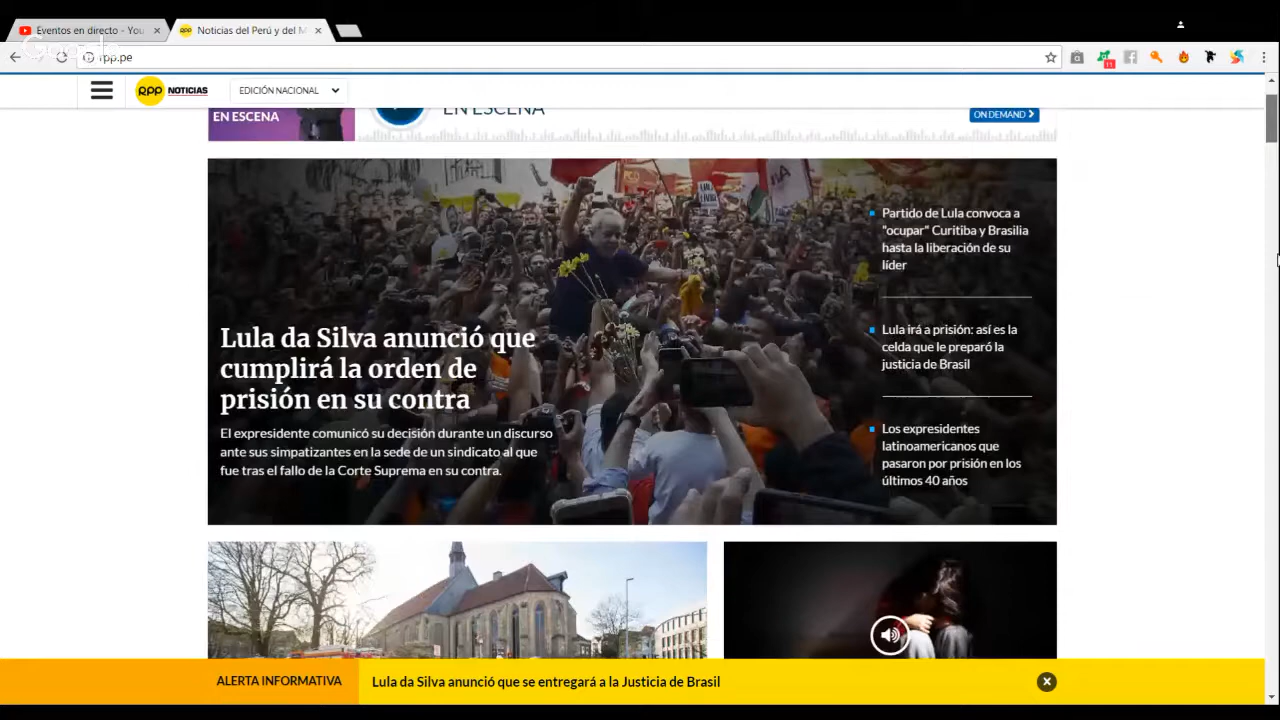 Eventos en directo - You
Noticias del Perú y del M
rpp.pe
11
RPP NOTICIAS
EDICIÓN NACIONAL
EN ESCENA
EN ESCENA
ON DEMAND
Partido de Lula convoca a
"ocupar" Curitiba y Brasilia
hasta la liberación de su
líder
Lula irá a prisión: así es la
celda que le preparó la
justicia de Brasil
Los expresidentes
latinoamericanos que
pasaron por prisión en los
últimos 40 años
Lula da Silva anunció que
cumplirá la orden de
prisión en su contra
El expresidente comunicó su decisión durante un discurso
ante sus simpatizantes en la sede de un sindicato al que
fue tras el fallo de la Corte Suprema en su contra.
ALERTA INFORMATIVA
Lula da Silva anunció que se entregará a la Justicia de Brasil